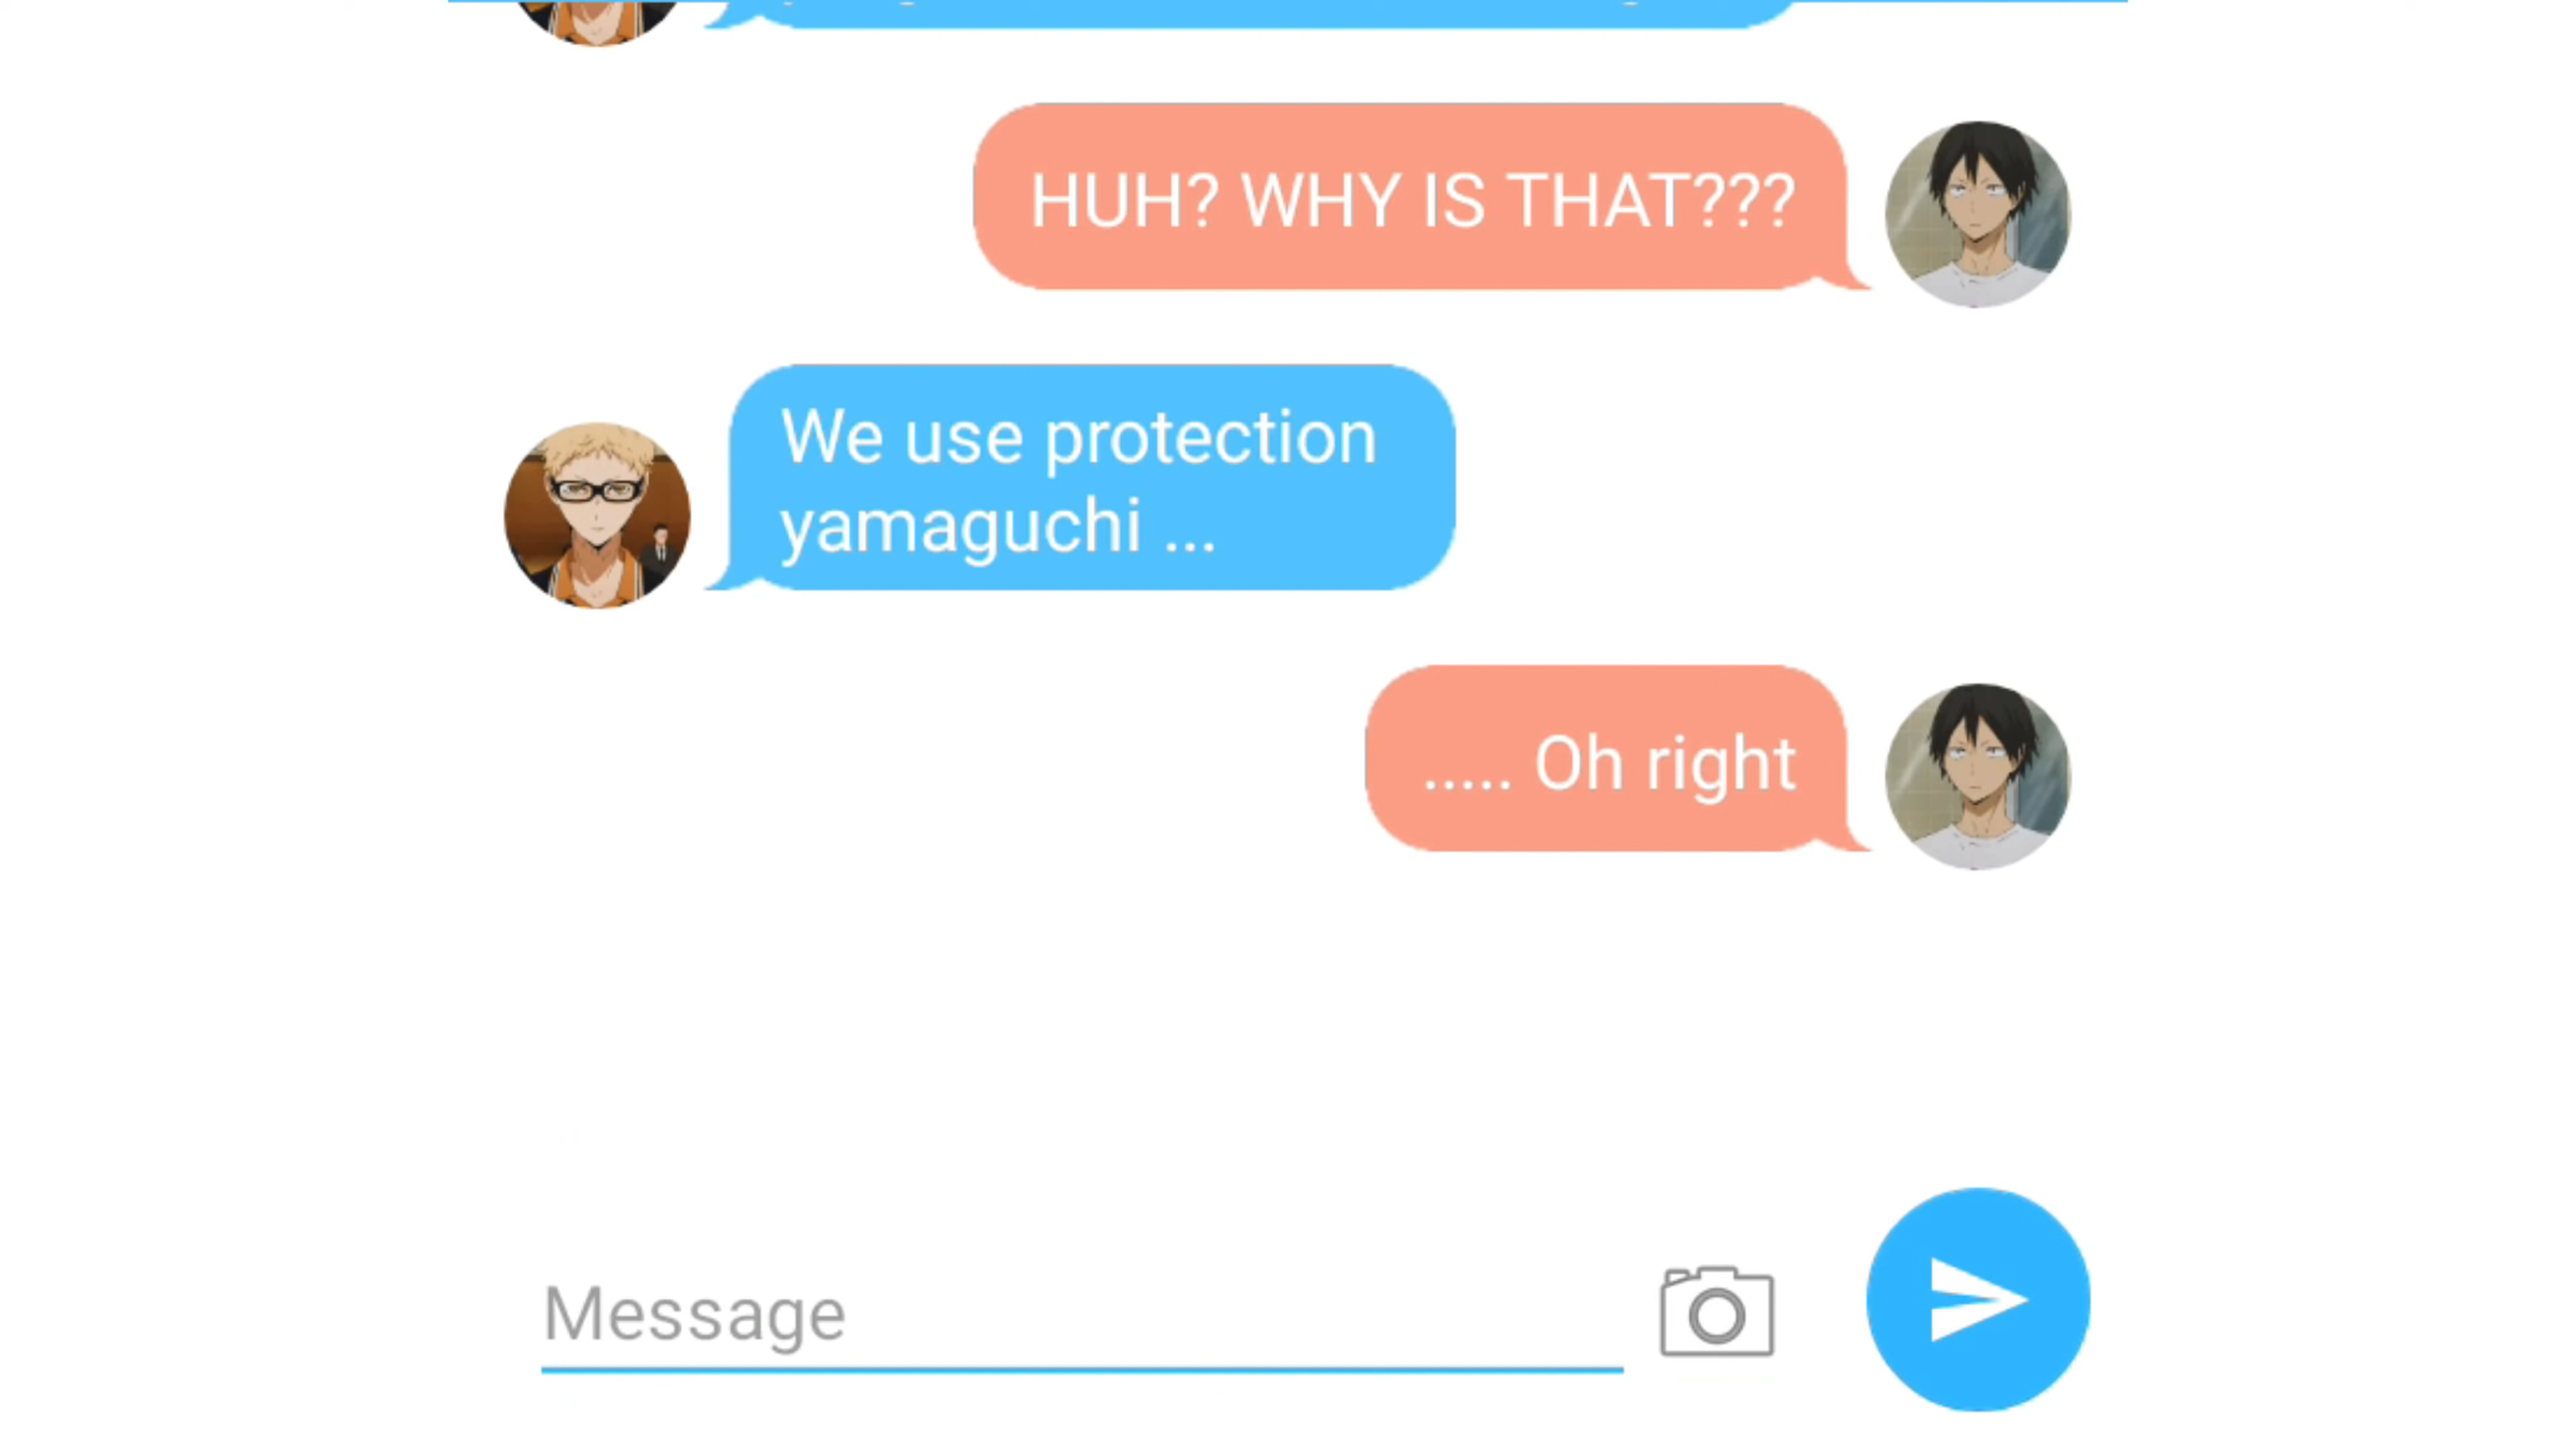 HUH? WHY IS THAT???
We use protection
yamaguchi ...
..... Oh right
Message